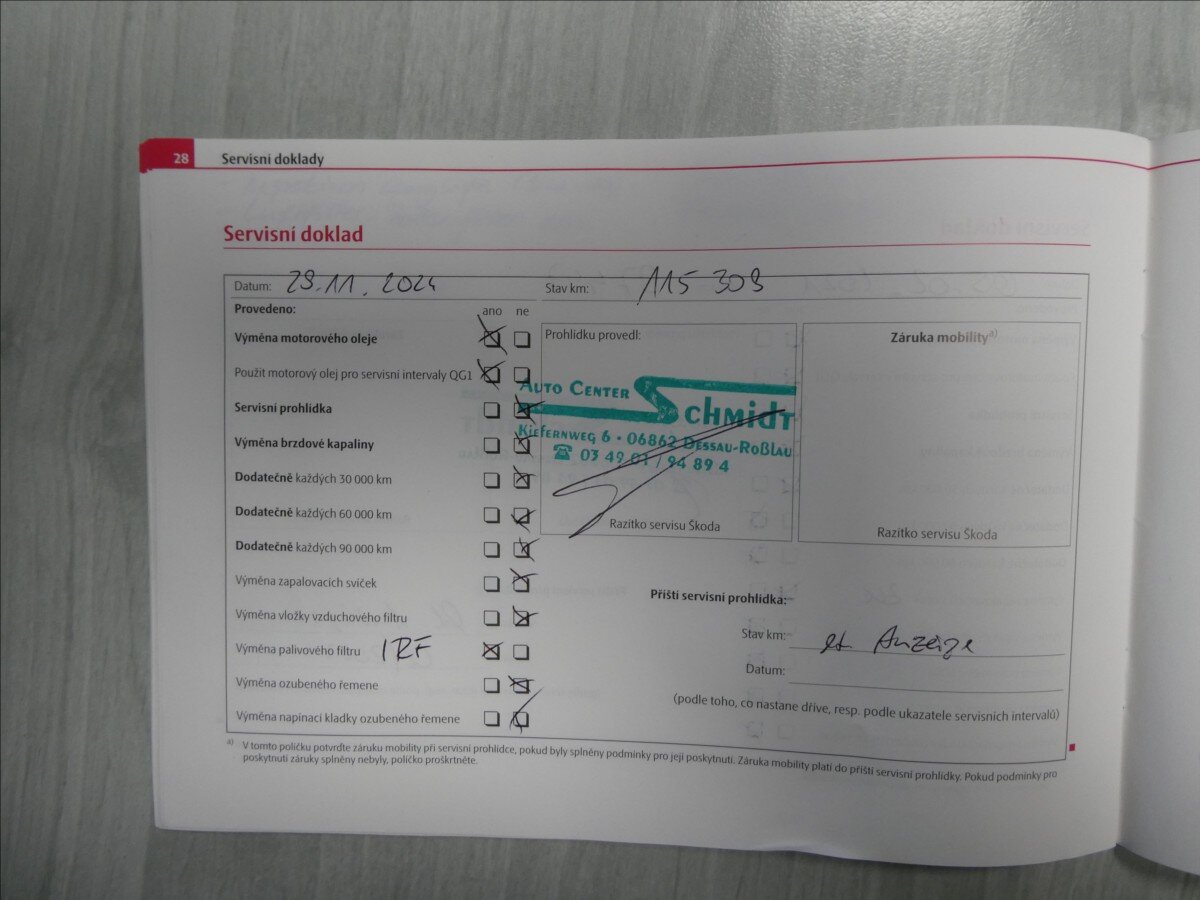 28 Servisní doklady
Servisní doklad
Datum: 29.11.2024 Stav km: 115 309
Provedeno: ano ne
Výměna motorového oleje
Použit motorový olej pro servisní intervaly QG1
Servisní prohlídka
Výměna brzdové kapaliny
Dodatečně každých 30 000 km
Dodatečně každých 60 000 km
Dodatečně každých 90 000 km
Výměna zapalovacích svíček
Výměna vložky vzduchového filtru
Výměna palivového filtru IRF
Výměna ozubeného řemene
Výměna napínací kladky ozubeného řemene
Prohlídku provedl:
AUTO CENTER SCHMIDT
KIEFERNWEG 6 • 06862 DESSAU-ROßLAU
☎ 03 49 01 / 94 89 4
Razítko servisu Škoda
Záruka mobility a)
Razítko servisu Škoda
Příští servisní prohlídka:
Stav km: lt. Anzeige
Datum:
(podle toho, co nastane dříve, resp. podle ukazatele servisních intervalů)
a) V tomto políčku potvrďte záruku mobility při servisní prohlídce, pokud byly splněny podmínky pro její poskytnutí. Záruka mobility platí do příští servisní prohlídky. Pokud podmínky pro
poskytnutí záruky splněny nebyly, políčko proškrtněte.